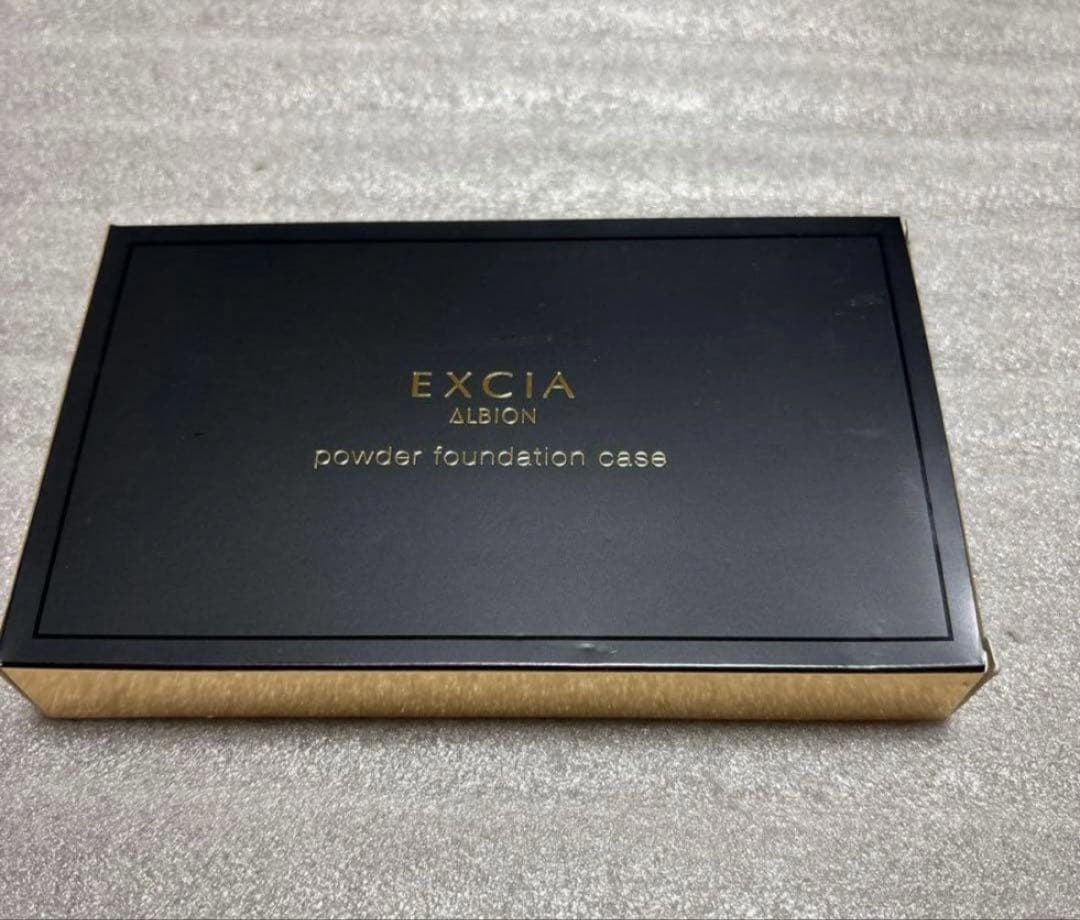 EXCIA
ALBION
powder foundation case